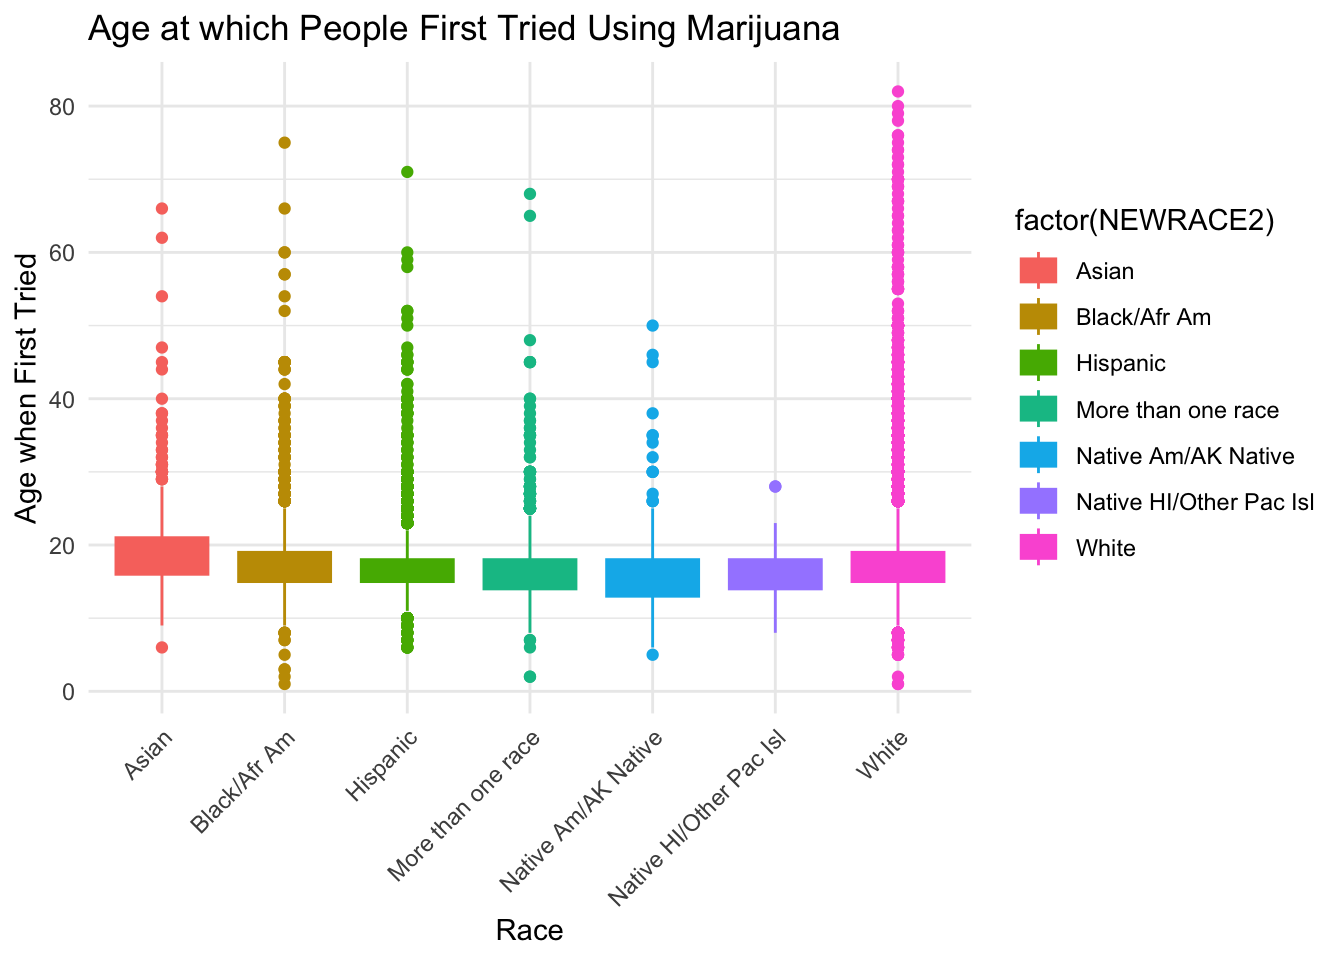 Age at which People First Tried Using Marijuana
Age when First Tried
80
60
40
20
0
Asian
Black/Afr Am
Hispanic
More than one race
Native Am/AK Native
Native HI/Other Pac Isl
White
Race
factor(NEWRACE2)
Asian
Black/Afr Am
Hispanic
More than one race
Native Am/AK Native
Native HI/Other Pac Isl
White